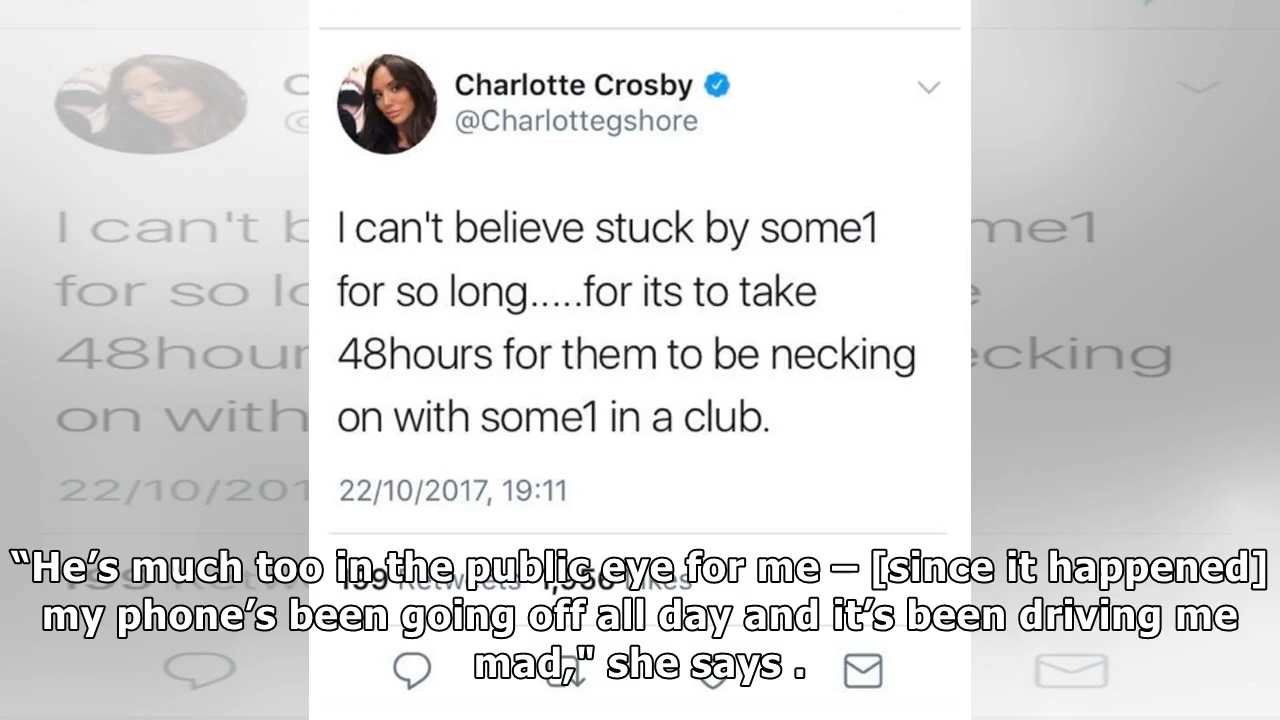 Charlotte Crosby
@Charlottegshore
I can't believe stuck by some1
for so long.....for its to take
48hours for them to be necking
on with some1 in a club.
22/10/2017, 19:11
“He’s much too in the public eye for me — [since it happened]
my phone’s been going off all day and it’s been driving me
mad," she says .